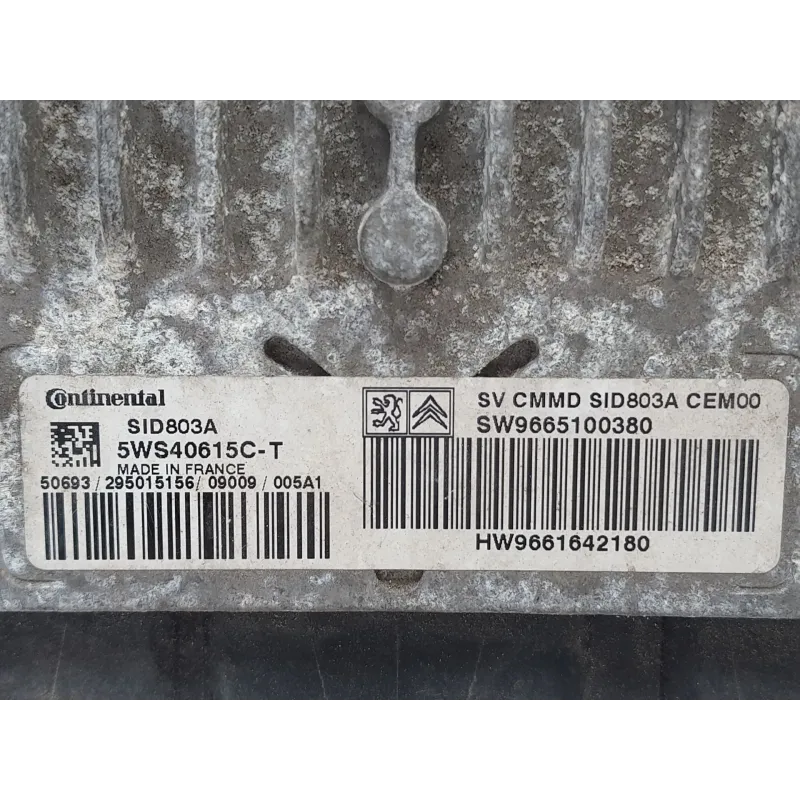 Continental
SID803A
5WS40615C-T
MADE IN FRANCE
50693/295015156/09009/005A1
SV CMMD SID803A CEM00
SW9665100380
HW9661642180